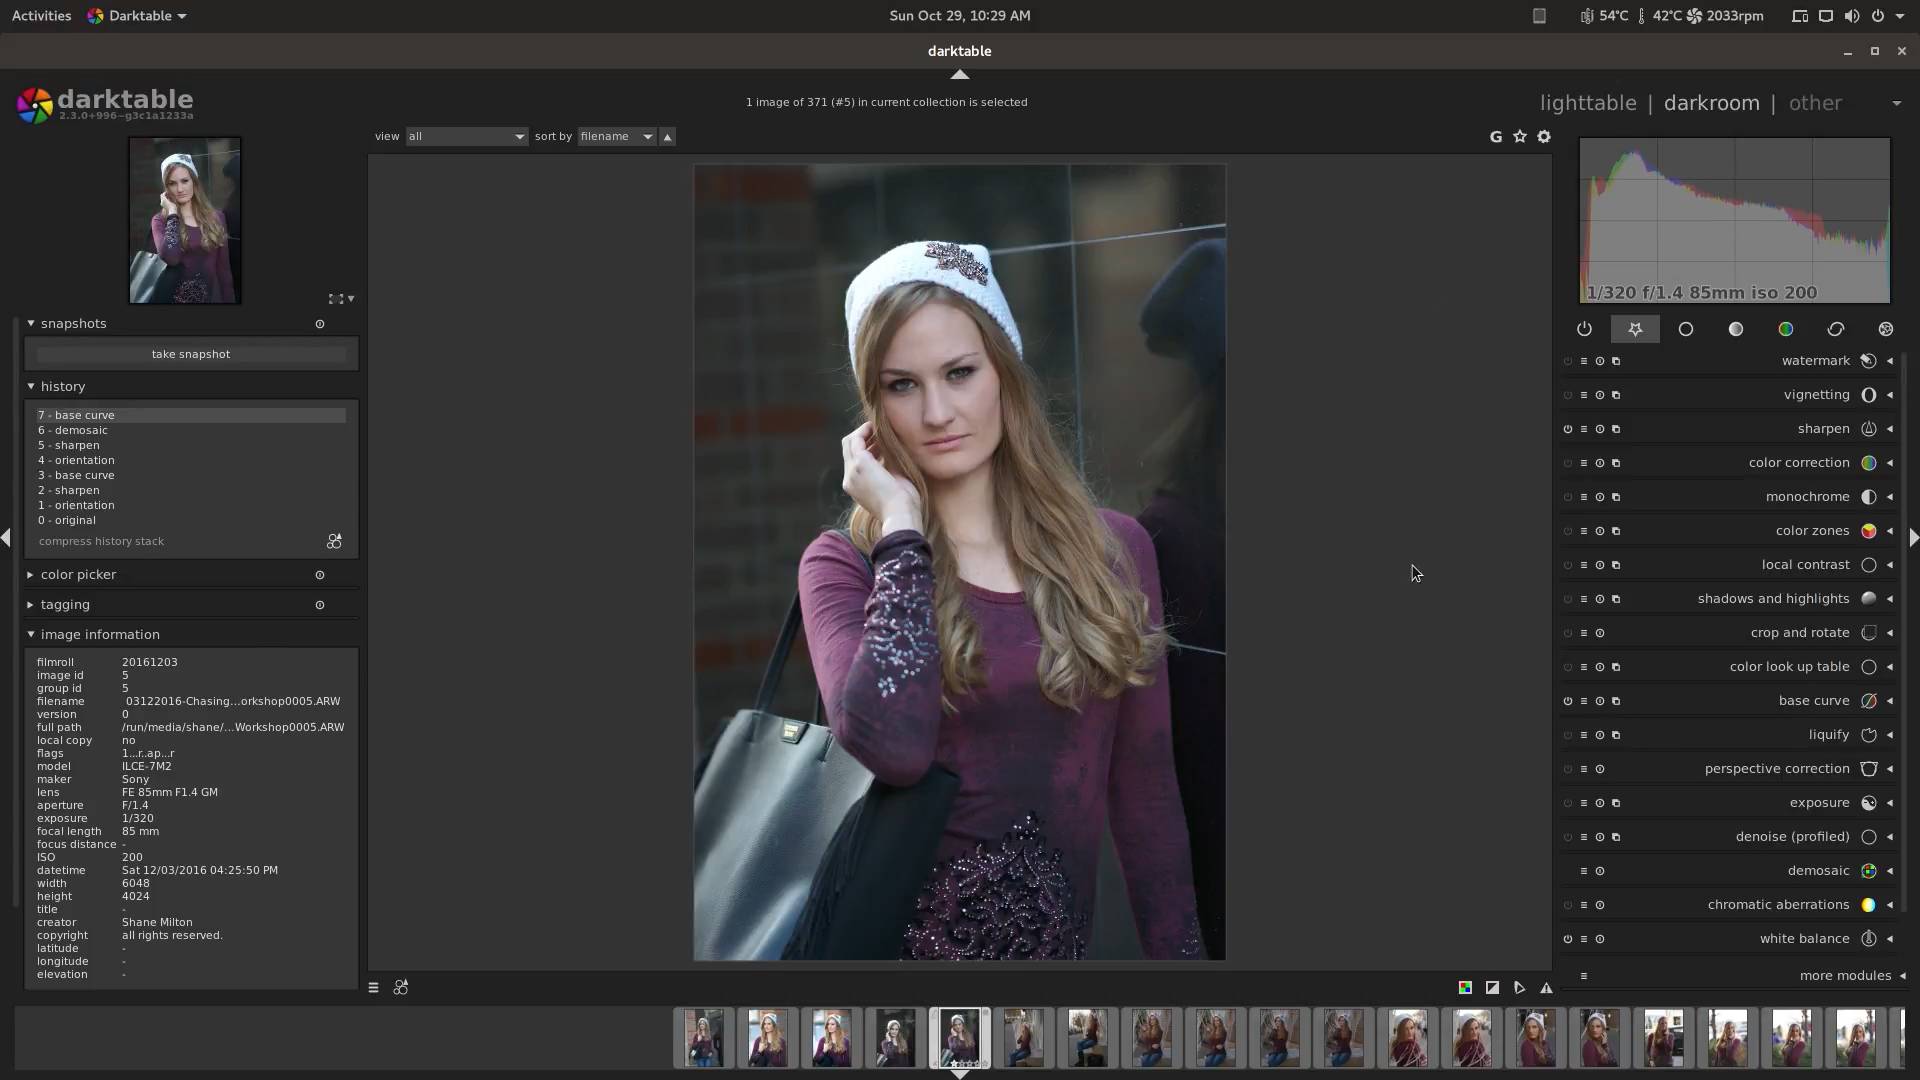 Activities
Darktable
Sun Oct 29, 10:29 AM
54°C
42°C
2033rpm
darktable
darktable
2.3.0+996~g3c1a1233a
1 image of 371 (#5) in current collection is selected
lighttable | darkroom | other
view all sort by filename
G
1/320 f/1.4 85mm iso 200
snapshots
take snapshot
history
7 - base curve
6 - demosaic
5 - sharpen
4 - orientation
3 - base curve
2 - sharpen
1 - orientation
0 - original
compress history stack
color picker
tagging
image information
filmroll 20161203
image id 5
group id 5
filename 03122016-Chasing...orkshop0005.ARW
version 0
full path /run/media/shane/...Workshop0005.ARW
local copy no
flags 1...r..ap...r
model ILCE-7M2
maker Sony
lens FE 85mm F1.4 GM
aperture F/1.4
exposure 1/320
focal length 85 mm
focus distance -
ISO 200
datetime Sat 12/03/2016 04:25:50 PM
width 6048
height 4024
title -
creator Shane Milton
copyright all rights reserved.
latitude -
longitude -
elevation -
watermark
vignetting
sharpen
color correction
monochrome
color zones
local contrast
shadows and highlights
crop and rotate
color look up table
base curve
liquify
perspective correction
exposure
denoise (profiled)
demosaic
chromatic aberrations
white balance
more modules